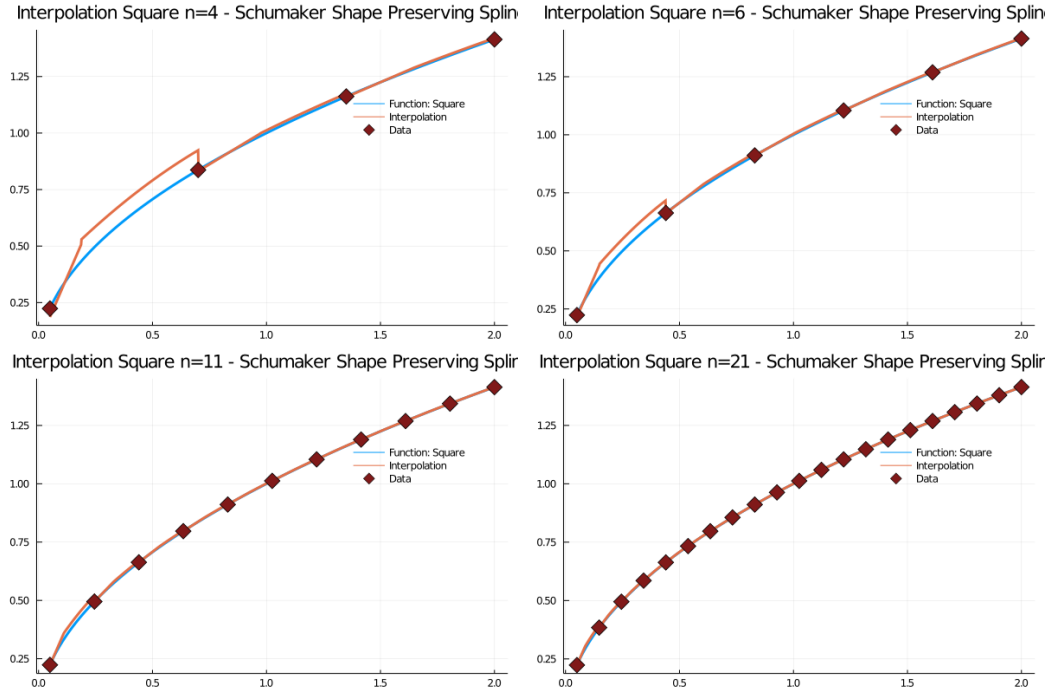 Interpolation Square n=4 - Schumaker Shape Preserving Spline
1.25
1.00
0.75
0.50
0.25
0.0 0.5 1.0 1.5 2.0
Function: Square
Interpolation
Data
Interpolation Square n=6 - Schumaker Shape Preserving Spline
1.25
1.00
0.75
0.50
0.25
0.0 0.5 1.0 1.5 2.0
Function: Square
Interpolation
Data
Interpolation Square n=11 - Schumaker Shape Preserving Splin
1.25
1.00
0.75
0.50
0.25
0.0 0.5 1.0 1.5 2.0
Function: Square
Interpolation
Data
Interpolation Square n=21 - Schumaker Shape Preserving Splin
1.25
1.00
0.75
0.50
0.25
0.0 0.5 1.0 1.5 2.0
Function: Square
Interpolation
Data